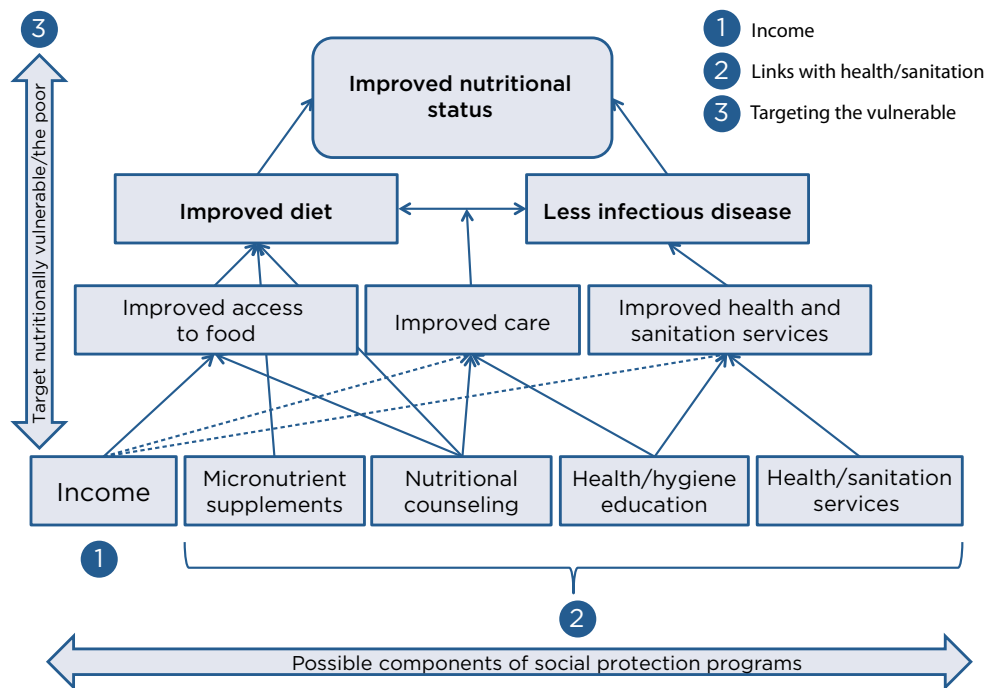 3
Target nutritionally vulnerable/the poor
1 Income
2 Links with health/sanitation
3 Targeting the vulnerable
Improved nutritional
status
Improved diet
Less infectious disease
Improved access
to food
Improved care
Improved health and
sanitation services
Income
Micronutrient
supplements
Nutritional
counseling
Health/hygiene
education
Health/sanitation
services
1
2
Possible components of social protection programs